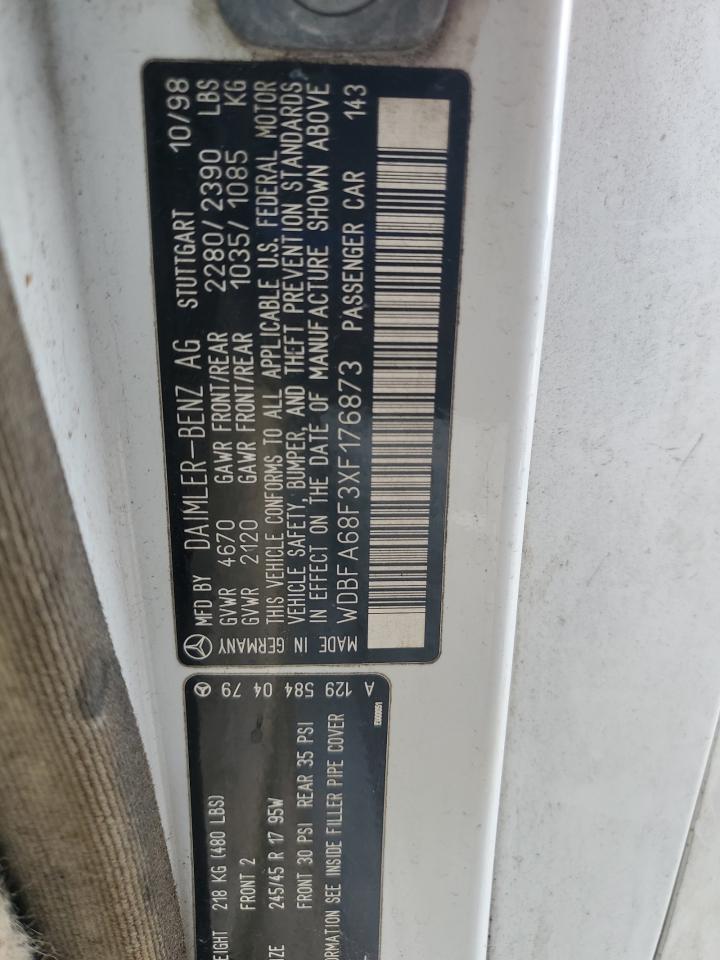 MFD BY DAIMLER-BENZ AG STUTTGART 10/98
GVWR 4670 GAWR FRONT/REAR 2280/2390 LBS
GVWR 2120 GAWR FRONT/REAR 1035/1085 KG
THIS VEHICLE CONFORMS TO ALL APPLICABLE U.S. FEDERAL MOTOR
VEHICLE SAFETY, BUMPER, AND THEFT PREVENTION STANDARDS
IN EFFECT ON THE DATE OF MANUFACTURE SHOWN ABOVE
MADE IN GERMANY
WDBFA68F3XF176873 PASSENGER CAR 143
A 129 584 04 79
218 KG (480 LBS)
FRONT 2
245/45 R 17 95W
FRONT 30 PSI REAR 35 PSI
SEE INSIDE FILLER PIPE COVER